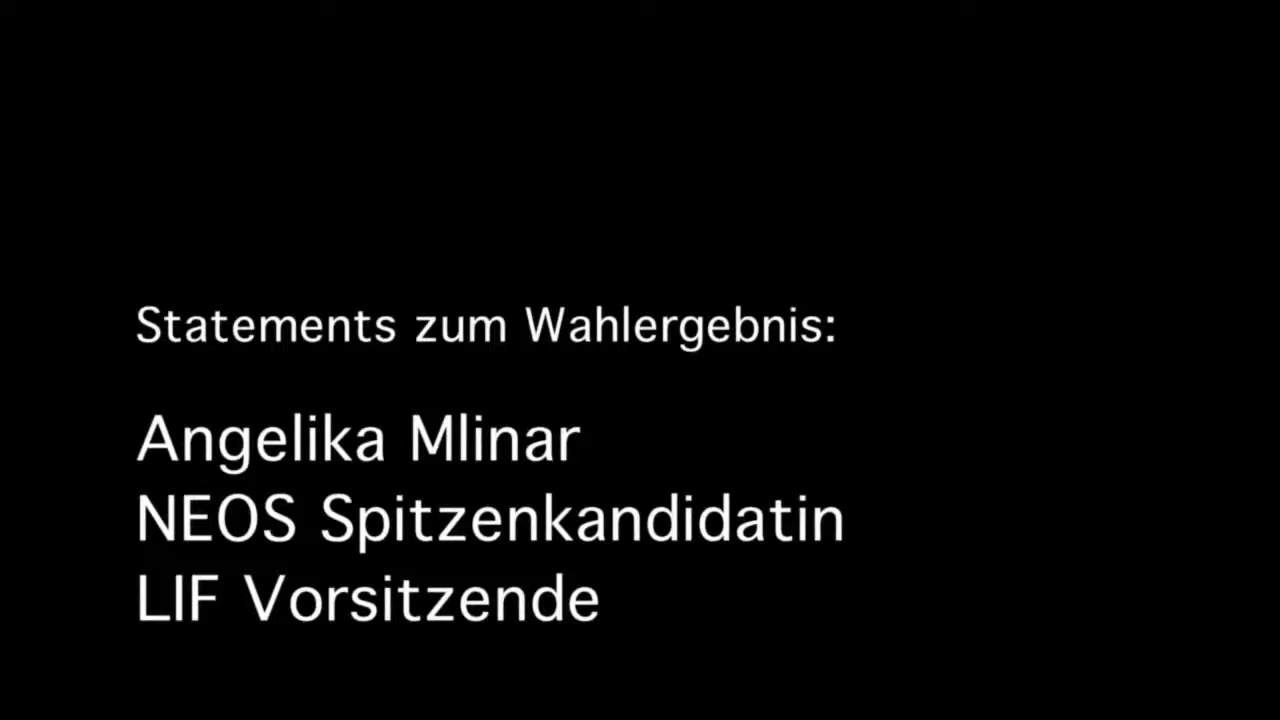 Statements zum Wahlergebnis:
Angelika Mlinar
NEOS Spitzenkandidatin
LIF Vorsitzende